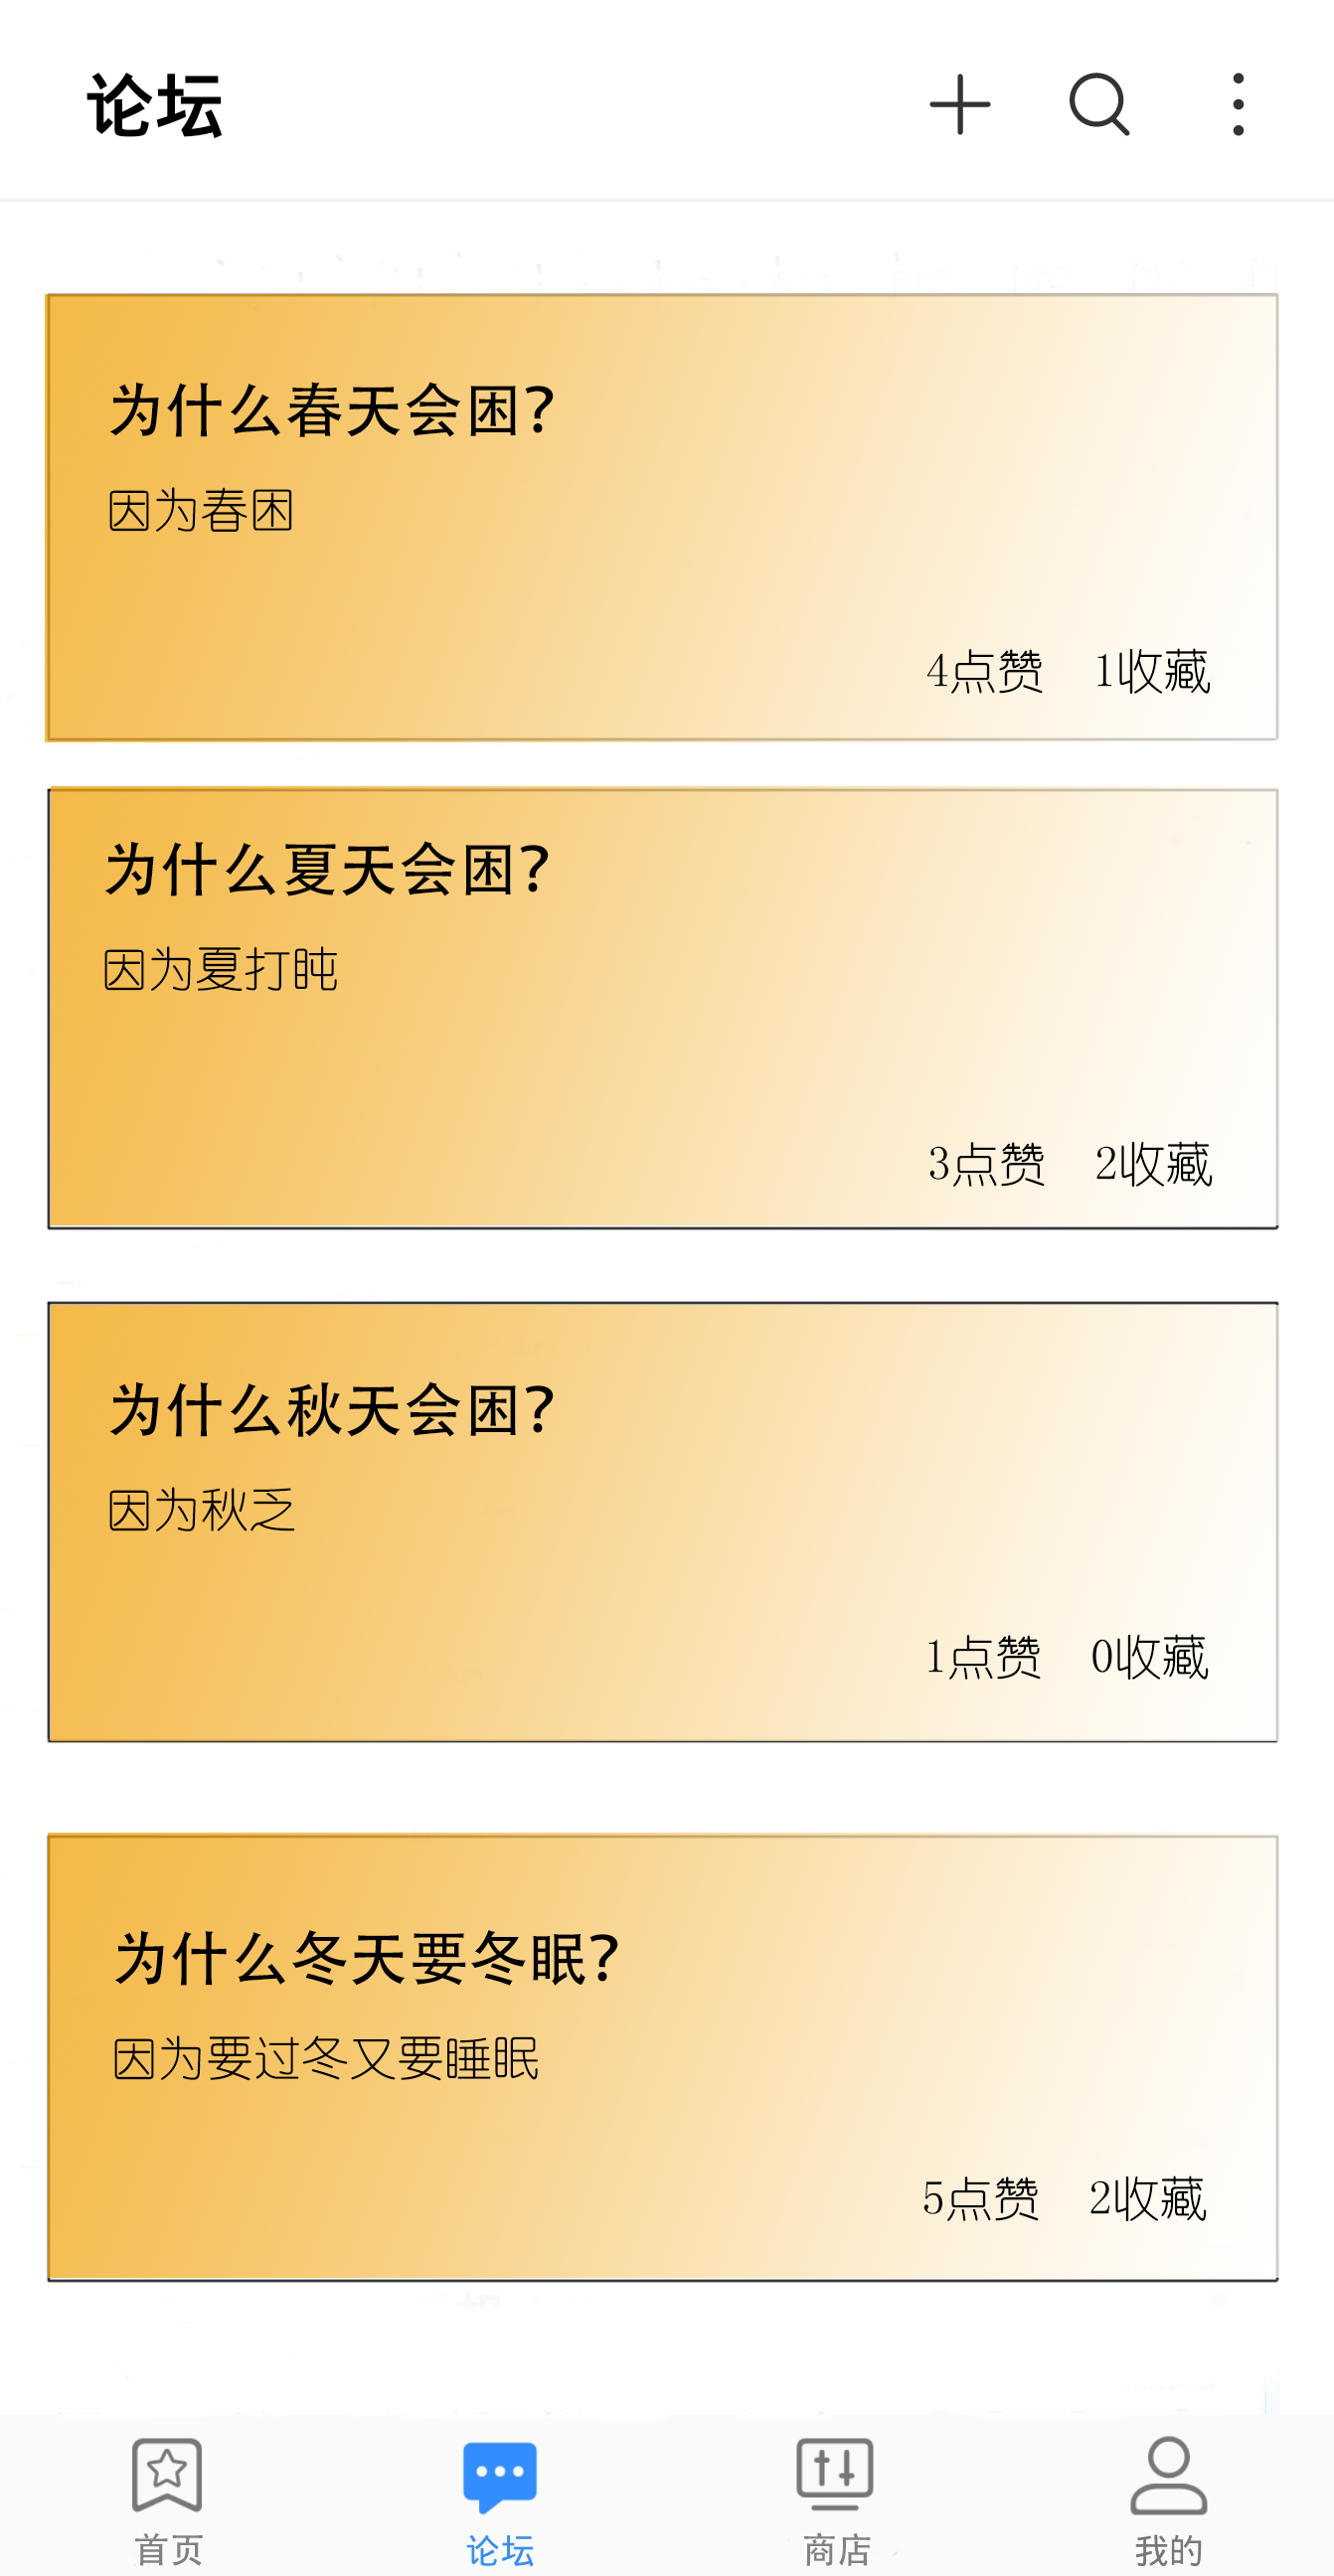 论坛
为什么春天会困？
因为春困
4点赞 1收藏
为什么夏天会困？
因为夏打盹
3点赞 2收藏
为什么秋天会困？
因为秋乏
1点赞 0收藏
为什么冬天要冬眠？
因为要过冬又要睡眠
5点赞 2收藏
首页 论坛 商店 我的